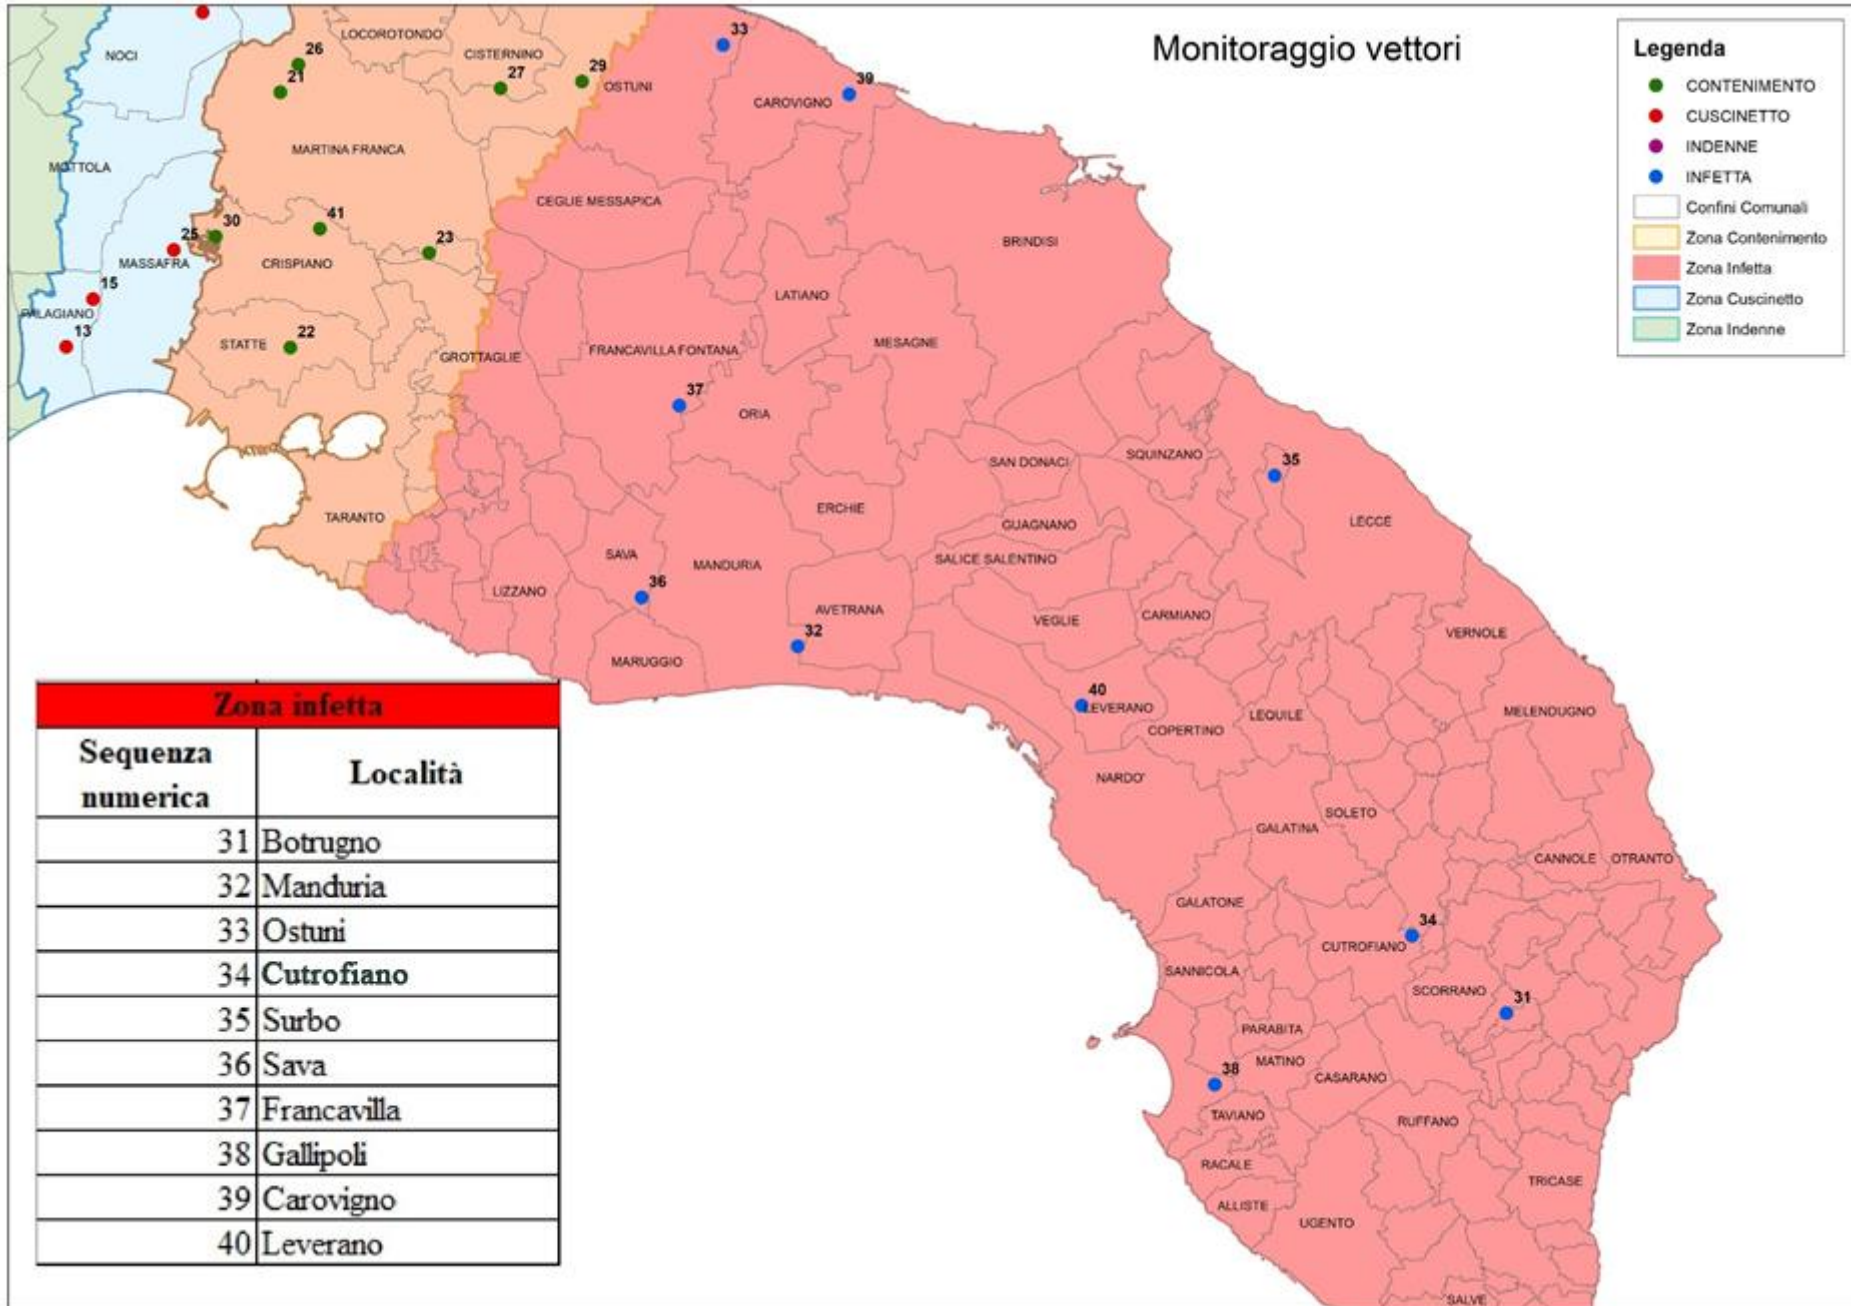 Monitoraggio vettori
Legenda
CONTENIMENTO
CUSCINETTO
INDENNE
INFETTA
Confini Comunali
Zona Contenimento
Zona Infetta
Zona Cuscinetto
Zona Indenne
NOCI
LOCOROTONDO
CISTERNINO
26
21
27
29
OSTUNI
33
39
CAROVIGNO
MARTINA FRANCA
MOTTOLA
CEGLIE MESSAPICA
30
41
23
25
MASSAFRA
CRISPIANO
BRINDISI
15
PALAGIANO
13
LATIANO
STATTE
22
GROTTAGLIE
FRANCAVILLA FONTANA
MESAGNE
37
ORIA
SAN DONACI
SQUINZANO
35
TARANTO
ERCHIE
GUAGNANO
LECCE
SAVA
MANDURIA
SALICE SALENTINO
LIZZANO
36
AVETRANA
VEGLIE
CARMIANO
32
VERNOLE
MARUGGIO
40
LEVERANO
COPERTINO
LEQUILE
MELENDUGNO
NARDO'
SOLETO
GALATINA
CANNOLE
OTRANTO
GALATONE
34
CUTROFIANO
SANNICOLA
SCORRANO
31
PARABITA
MATINO
38
CASARANO
TAVIANO
RUFFANO
RACALE
TRICASE
ALLISTE
UGENTO
SALVE
Zona infetta
Sequenza
numerica
Località
31 Botrugno
32 Manduria
33 Ostuni
34 Cutrofiano
35 Surbo
36 Sava
37 Francavilla
38 Gallipoli
39 Carovigno
40 Leverano